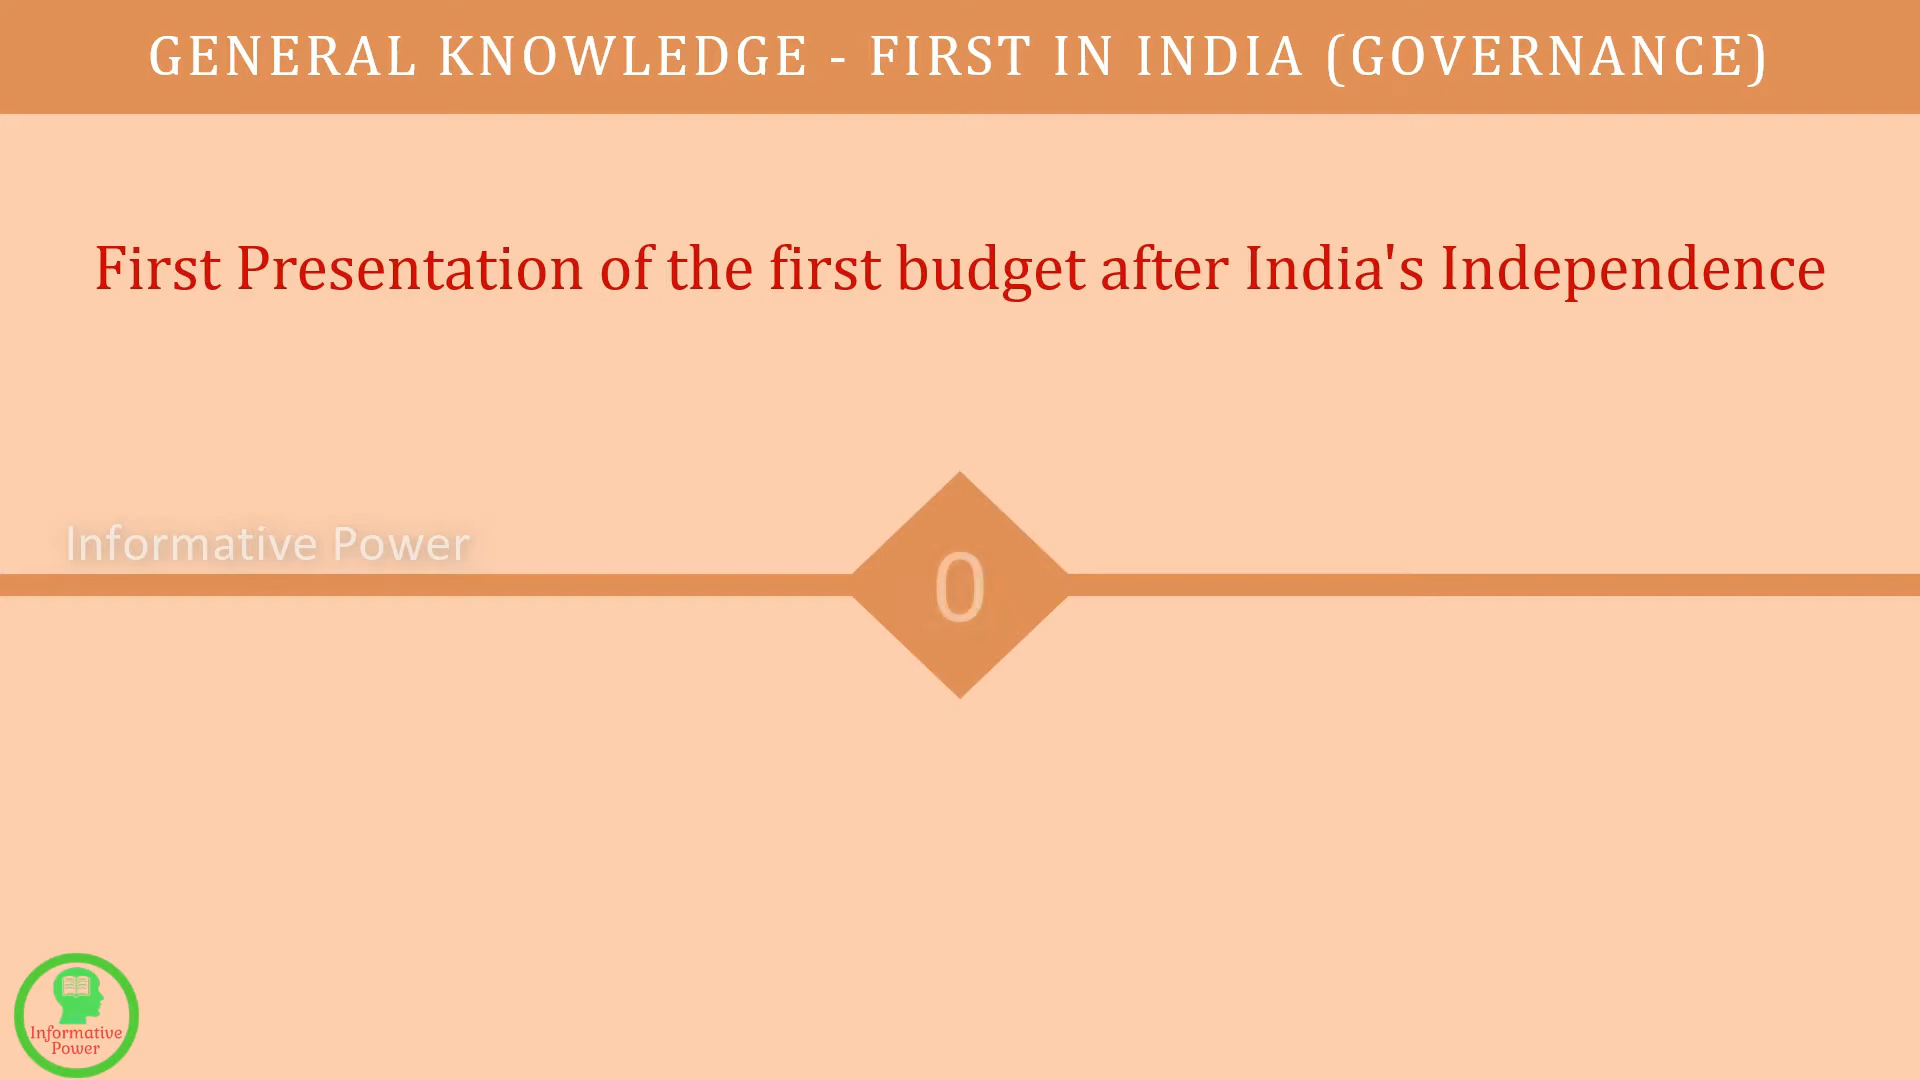 GENERAL KNOWLEDGE - FIRST IN INDIA (GOVERNANCE)
First Presentation of the first budget after India's Independence
Informative Power
0
Informative
Power